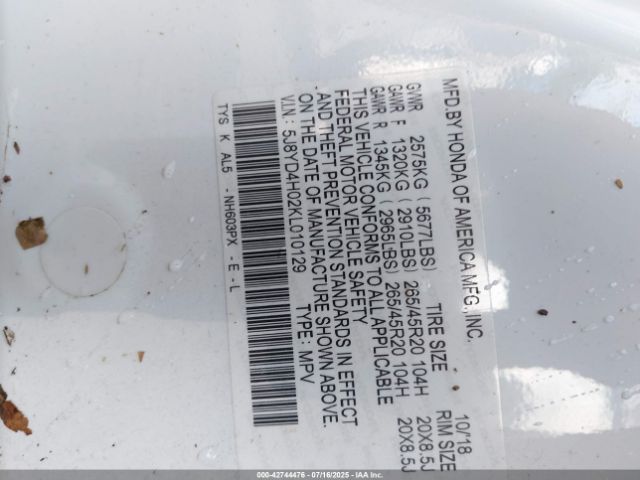 MFD.BY HONDA OF AMERICA MFG.,INC. 10/18
GVWR 2575KG (5677LBS) TIRE SIZE RIM SIZE
GAWR F 1320KG (2910LBS) 265/45R20 104H 20X8.5J
GAWR R 1345KG (2965LBS) 265/45R20 104H 20X8.5J
THIS VEHICLE CONFORMS TO ALL APPLICABLE
FEDERAL MOTOR VEHICLE SAFETY
AND THEFT PREVENTION STANDARDS IN EFFECT
ON THE DATE OF MANUFACTURE SHOWN ABOVE.
V.I.N.: 5J8YD4H02KL010129 TYPE: MPV
TYS K AL5 - NH603PX - E - L
000-42744476 - 07/16/2025 - IAAI.COM